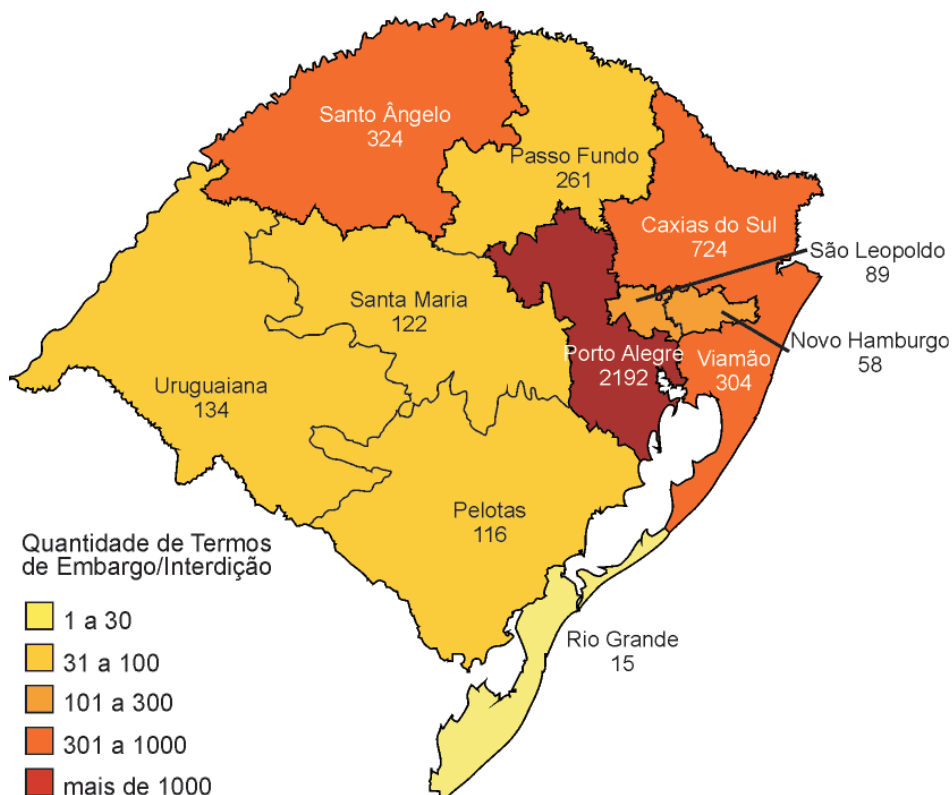 Santo Ângelo
324
Passo Fundo
261
Caxias do Sul
724
São Leopoldo
89
Santa Maria
122
Novo Hamburgo
58
Porto Alegre
2192
Viamão
304
Uruguaiana
134
Pelotas
116
Rio Grande
15
Quantidade de Termos
de Embargo/Interdição
1 a 30
31 a 100
101 a 300
301 a 1000
mais de 1000